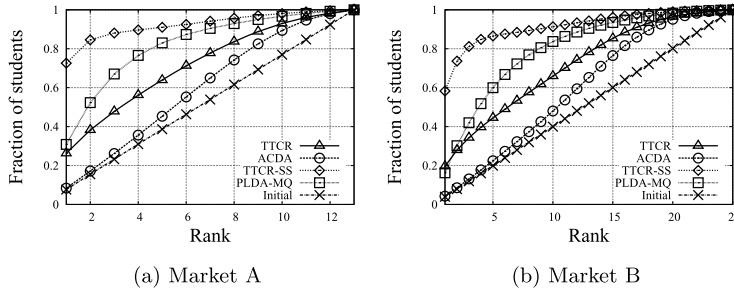 Fraction of students
1
0.8
0.6
0.4
0.2
0
2 4 6 8 10 12
Rank
TTCR
ACDA
TTCR-SS
PLDA-MQ
Initial
(a) Market A
Fraction of students
1
0.8
0.6
0.4
0.2
0
5 10 15 20 25
Rank
TTCR
ACDA
TTCR-SS
PLDA-MQ
Initial
(b) Market B